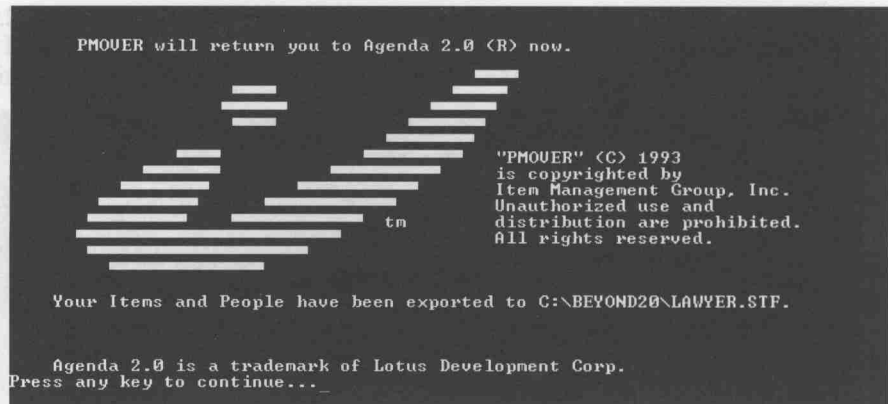 PMOVER will return you to Agenda 2.0 (R) now.
"PMOVER" (C) 1993
is copyrighted by
Item Management Group, Inc.
Unauthorized use and
distribution are prohibited.
All rights reserved.
tm
Your Items and People have been exported to C:\BEYOND20\LAWYER.STF.
Agenda 2.0 is a trademark of Lotus Development Corp.
Press any key to continue..._